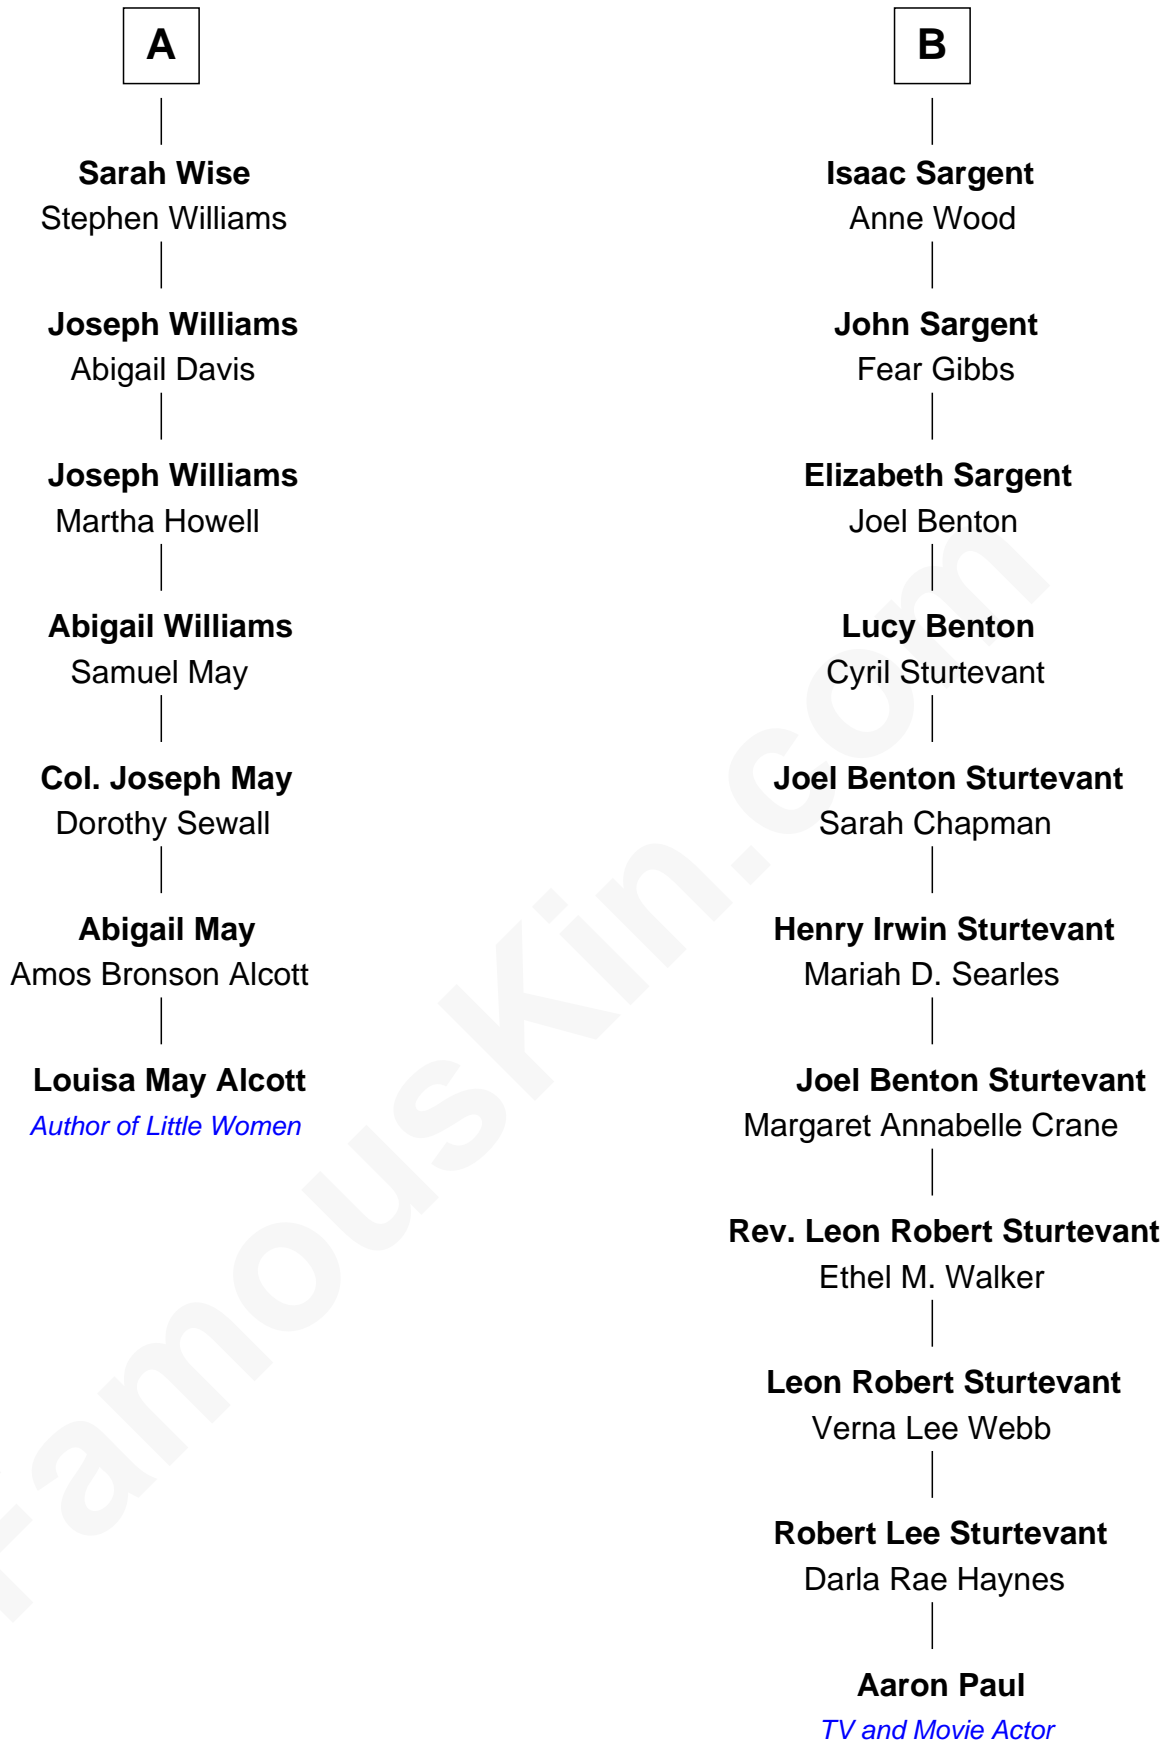 A
Sarah Wise
Stephen Williams
Joseph Williams
Abigail Davis
Joseph Williams
Martha Howell
Abigail Williams
Samuel May
Col. Joseph May
Dorothy Sewall
Abigail May
Amos Bronson Alcott
Louisa May Alcott
Author of Little Women
B
Isaac Sargent
Anne Wood
John Sargent
Fear Gibbs
Elizabeth Sargent
Joel Benton
Lucy Benton
Cyril Sturtevant
Joel Benton Sturtevant
Sarah Chapman
Henry Irwin Sturtevant
Mariah D. Searles
Joel Benton Sturtevant
Margaret Annabelle Crane
Rev. Leon Robert Sturtevant
Ethel M. Walker
Leon Robert Sturtevant
Verna Lee Webb
Robert Lee Sturtevant
Darla Rae Haynes
Aaron Paul
TV and Movie Actor
FamousKin.com